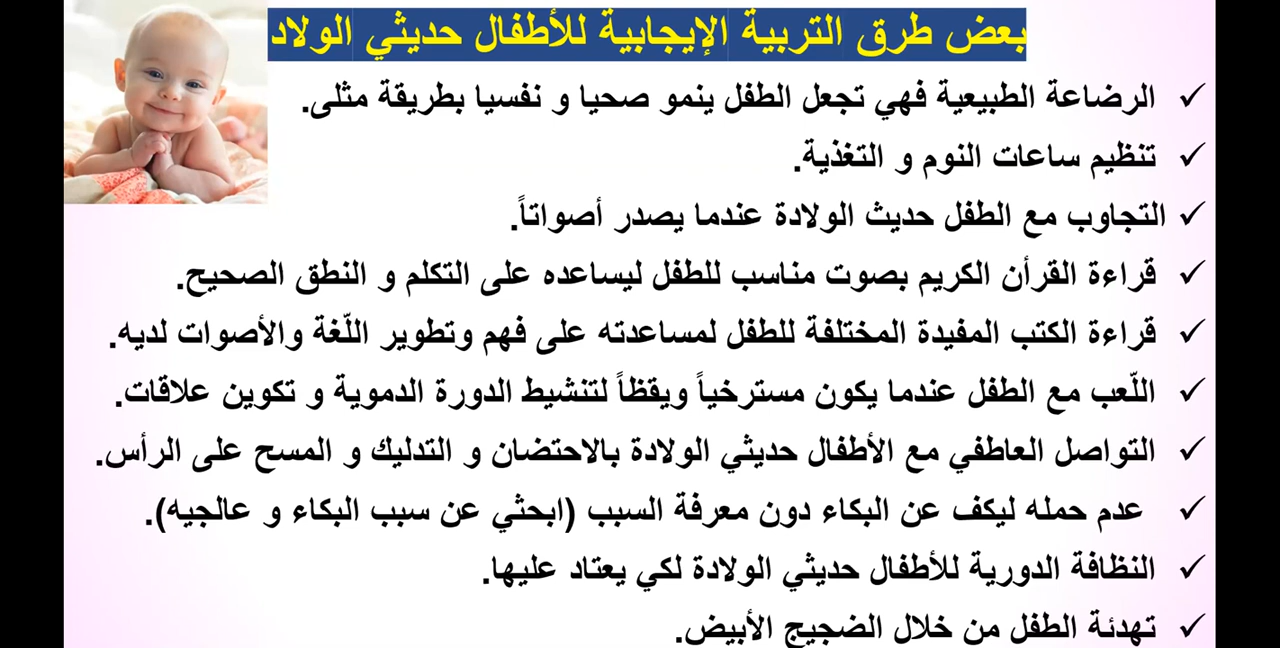 بعض طرق التربية الإيجابية للأطفال حديثي الولاد
✓ الرضاعة الطبيعية فهي تجعل الطفل ينمو صحيا و نفسيا بطريقة مثلى.
✓ تنظيم ساعات النوم و التغذية.
✓ التجاوب مع الطفل حديث الولادة عندما يصدر أصواتاً.
✓ قراءة القرأن الكريم بصوت مناسب للطفل ليساعده على التكلم و النطق الصحيح.
✓ قراءة الكتب المفيدة المختلفة للطفل لمساعدته على فهم وتطوير اللّغة والأصوات لديه.
✓ اللّعب مع الطفل عندما يكون مسترخياً ويقظاً لتنشيط الدورة الدموية و تكوين علاقات.
✓ التواصل العاطفي مع الأطفال حديثي الولادة بالاحتضان و التدليك و المسح على الرأس.
✓ عدم حمله ليكف عن البكاء دون معرفة السبب (ابحثي عن سبب البكاء و عالجيه).
✓ النظافة الدورية للأطفال حديثي الولادة لكي يعتاد عليها.
✓ تهدئة الطفل من خلال الضجيج الأبيض.